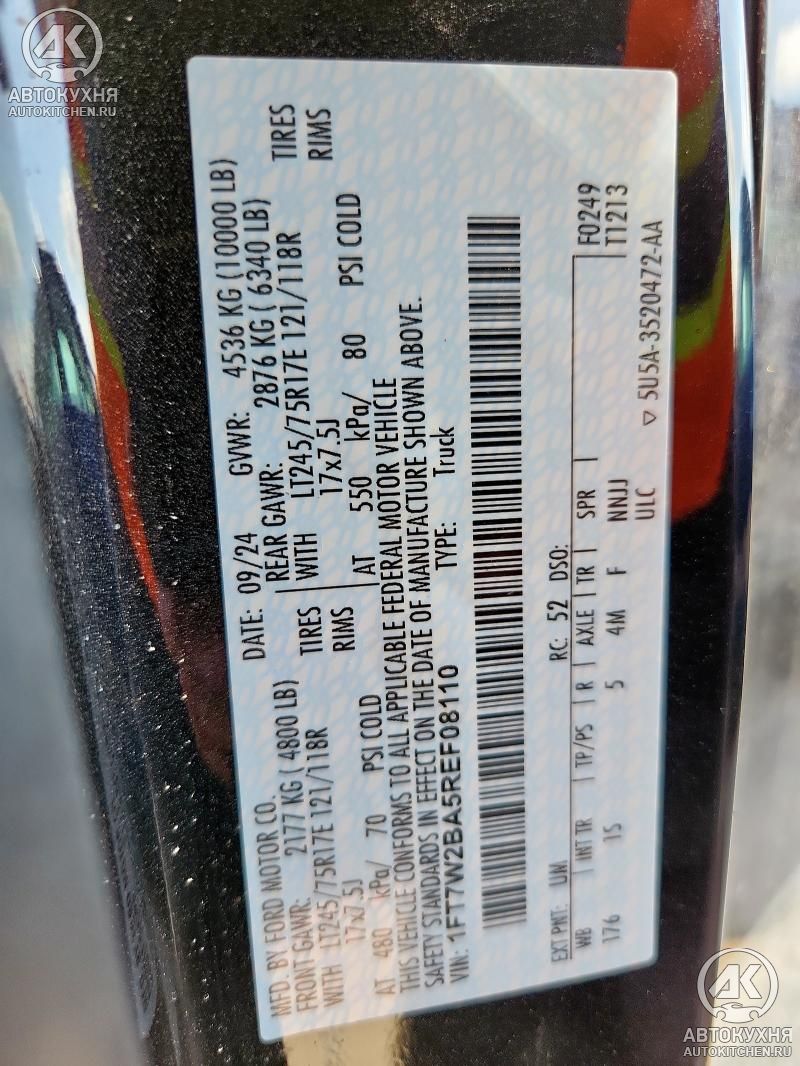 AK
АВТОКУХНЯ
AUTOKITCHEN.RU
MFD. BY FORD MOTOR CO.
DATE: 09/24 GVWR: 4536 KG (10000 LB)
FRONT GAWR: 2177 KG ( 4800 LB) REAR GAWR: 2876 KG ( 6340 LB)
WITH LT245/75R17E 121/118R TIRES WITH LT245/75R17E 121/118R TIRES
17x7.5J RIMS 17x7.5J RIMS
AT 480 kPa/ 70 PSI COLD AT 550 kPa/ 80 PSI COLD
THIS VEHICLE CONFORMS TO ALL APPLICABLE FEDERAL MOTOR VEHICLE
SAFETY STANDARDS IN EFFECT ON THE DATE OF MANUFACTURE SHOWN ABOVE.
VIN: 1FT7W2BA5REF08110 TYPE: Truck
EXT PNT: UM RC: 52 DSO: F0249
WB INT TR TP/PS R AXLE TR SPR T1213
176 1S 5 4M F NNJJ
ULC 5U5A-3520472-AA
AK
АВТОКУХНЯ
AUTOKITCHEN.RU